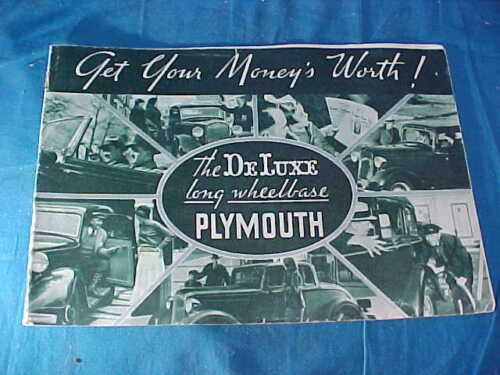 Get Your Money's Worth!
The DeLuxe
long wheelbase
PLYMOUTH